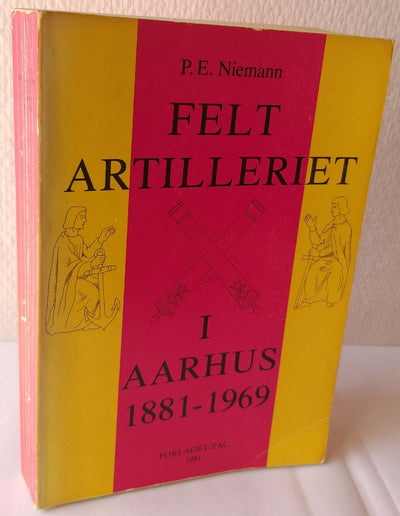 P. E. Niemann
FELT
ARTILLERIET
I
AARHUS
1881-1969
FORLAGET ZAC
1981